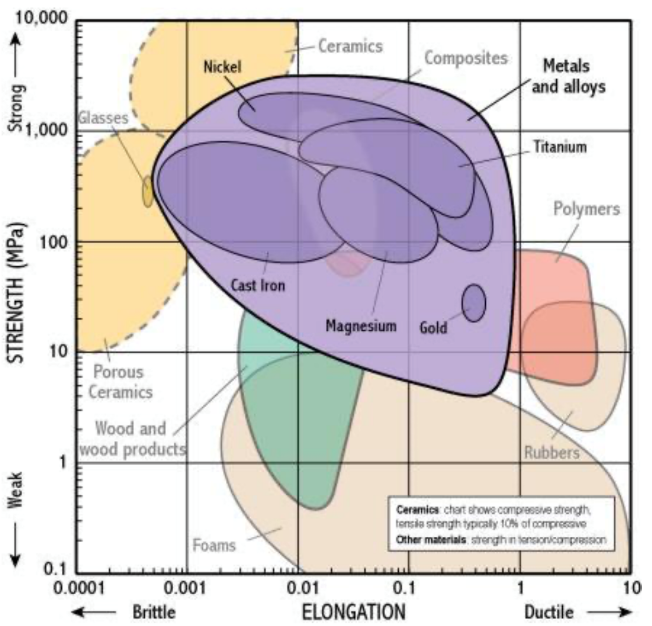 10,000
Ceramics
Nickel
Composites
Metals
and alloys
Strong
Glasses
1,000
Titanium
Polymers
STRENGTH (MPa)
100
Cast Iron
Magnesium
Gold
10
Porous
Ceramics
Wood and
wood products
Rubbers
1
Weak
Ceramics: chart shows compressive strength,
tensile strength typically 10% of compressive
Other materials: strength in tension/compression
Foams
0.1
0.0001
0.001
0.01
0.1
1
10
Brittle
ELONGATION
Ductile